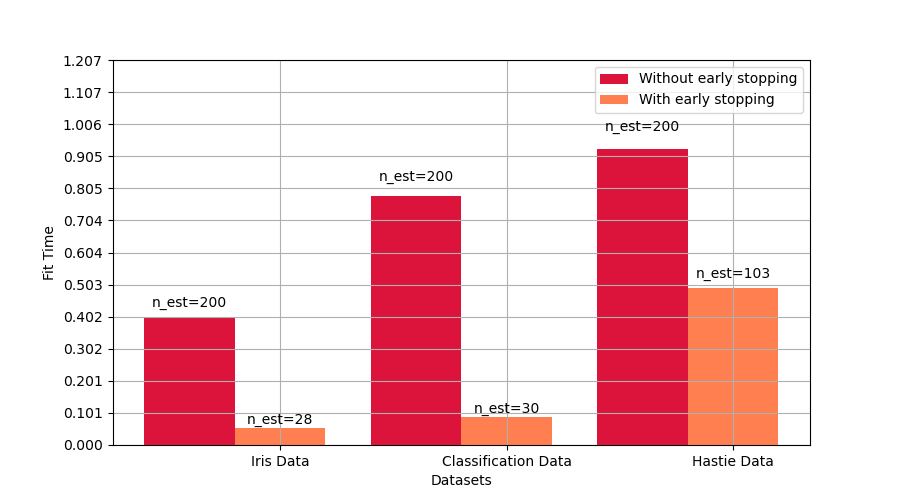 Without early stopping
With early stopping
Fit Time
1.207
1.107
1.006
0.905
0.805
0.704
0.604
0.503
0.402
0.302
0.201
0.101
0.000
n_est=200
n_est=28
n_est=200
n_est=30
n_est=200
n_est=103
Iris Data
Classification Data
Hastie Data
Datasets